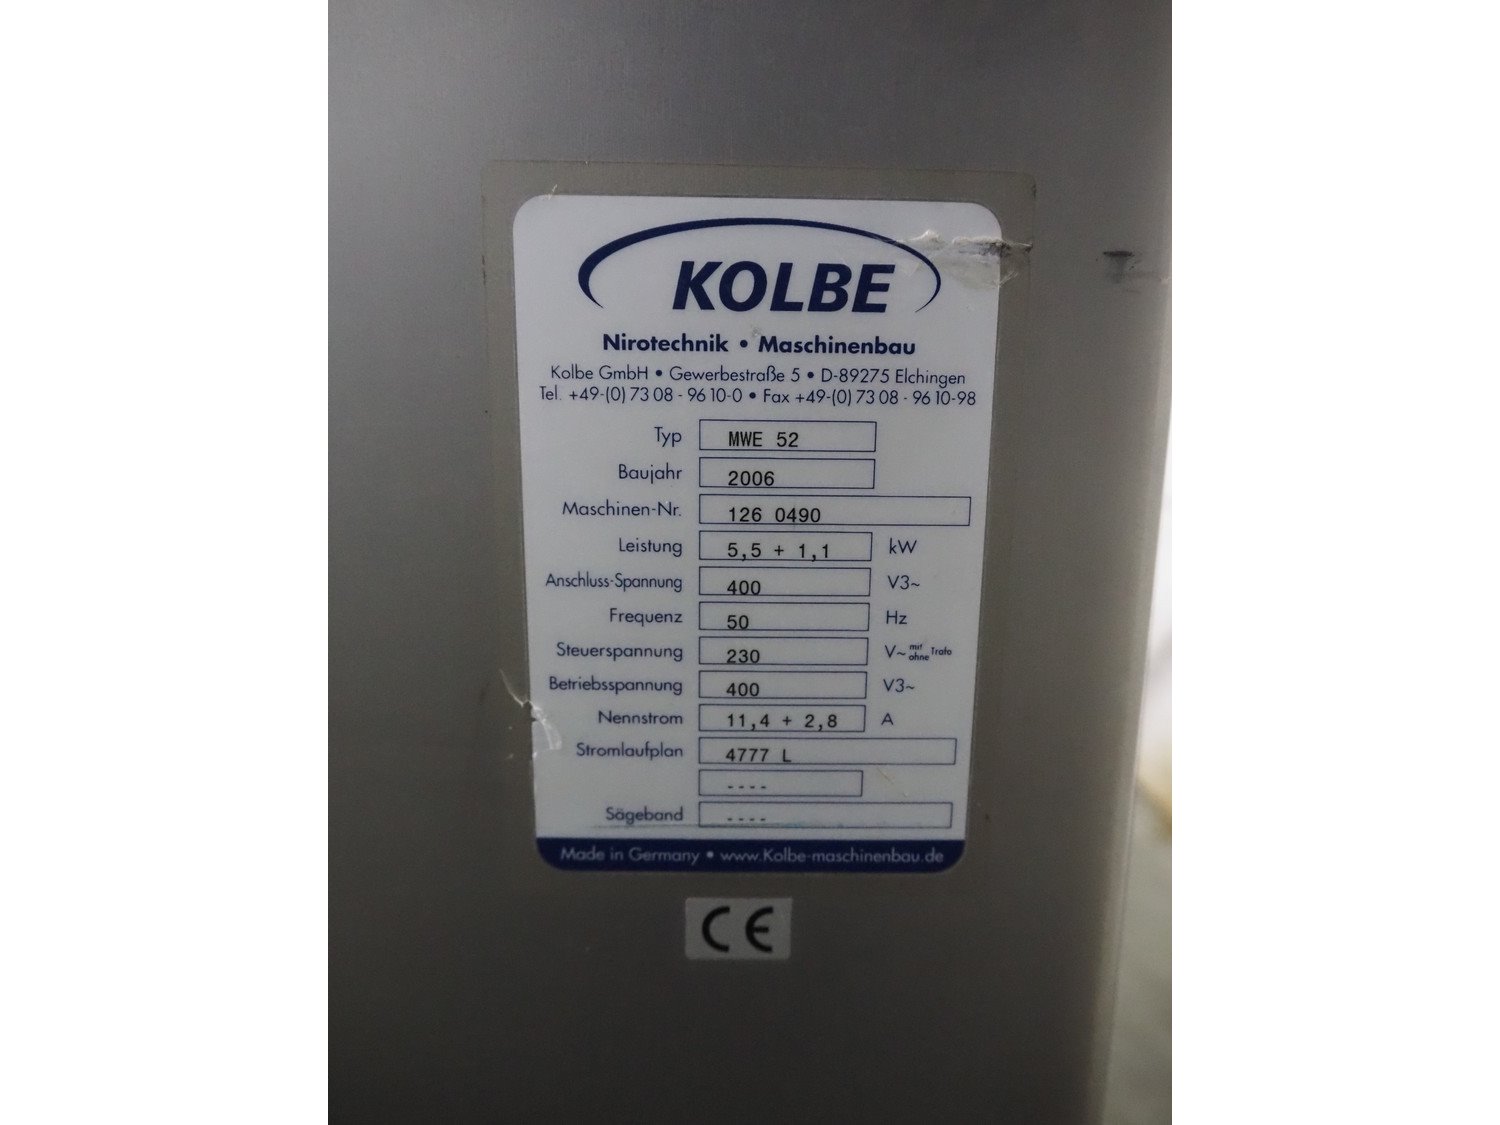 KOLBE
Nirotechnik • Maschinenbau
Kolbe GmbH • Gewerbestraße 5 • D-89275 Elchingen
Tel. +49-(0) 73 08 - 96 10-0 • Fax +49-(0) 73 08 - 96 10-98
Typ MWE 52
Baujahr 2006
Maschinen-Nr. 126 0490
Leistung 5,5 + 1,1 kW
Anschluss-Spannung 400 V3~
Frequenz 50 Hz
Steuerspannung 230 V~ mit ohne Trafo
Betriebsspannung 400 V3~
Nennstrom 11,4 + 2,8 A
Stromlaufplan 4777 L
----
Sägeband ----
Made in Germany • www.Kolbe-maschinenbau.de
CE